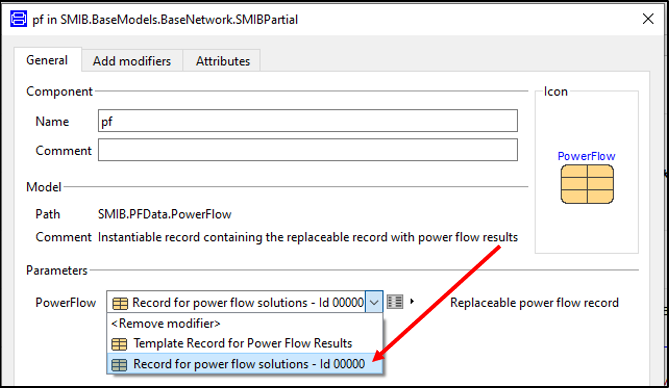 pf in SMIB.BaseModels.BaseNetwork.SMIBPartial
General Add modifiers Attributes
Component
Icon
Name pf
Comment
PowerFlow
Model
Path SMIB.PFData.PowerFlow
Comment Instantiable record containing the replaceable record with power flow results
Parameters
PowerFlow Record for power flow solutions - Id 00000 Replaceable power flow record
<Remove modifier>
Template Record for Power Flow Results
Record for power flow solutions - Id 00000